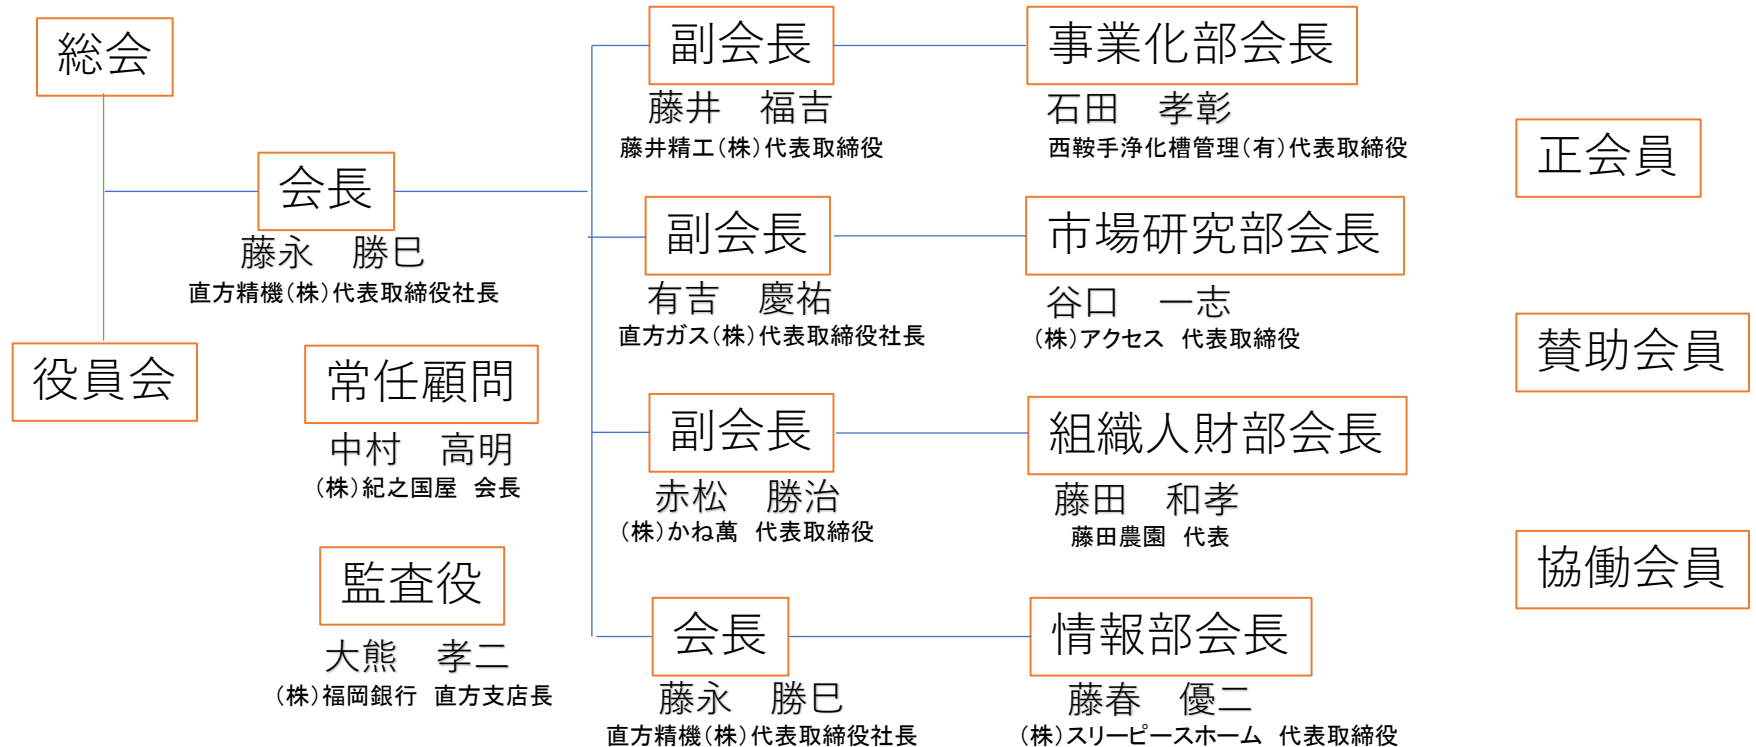 総会
役員会
会長
藤永　勝巳
直方精機（株）代表取締役社長
常任顧問
中村　高明
（株）紀之国屋　会長
監査役
大熊　孝二
（株）福岡銀行　直方支店長
副会長
藤井　福吉
藤井精工（株）代表取締役
事業化部会長
石田　孝彰
西鞍手浄化槽管理（有）代表取締役
副会長
有吉　慶祐
直方ガス（株）代表取締役社長
市場研究部会長
谷口　一志
（株）アクセス　代表取締役
副会長
赤松　勝治
（株）かね萬　代表取締役
組織人財部会長
藤田　和孝
藤田農園　代表
会長
藤永　勝巳
直方精機（株）代表取締役社長
情報部会長
藤春　優二
（株）スリーピースホーム　代表取締役
正会員
賛助会員
協働会員